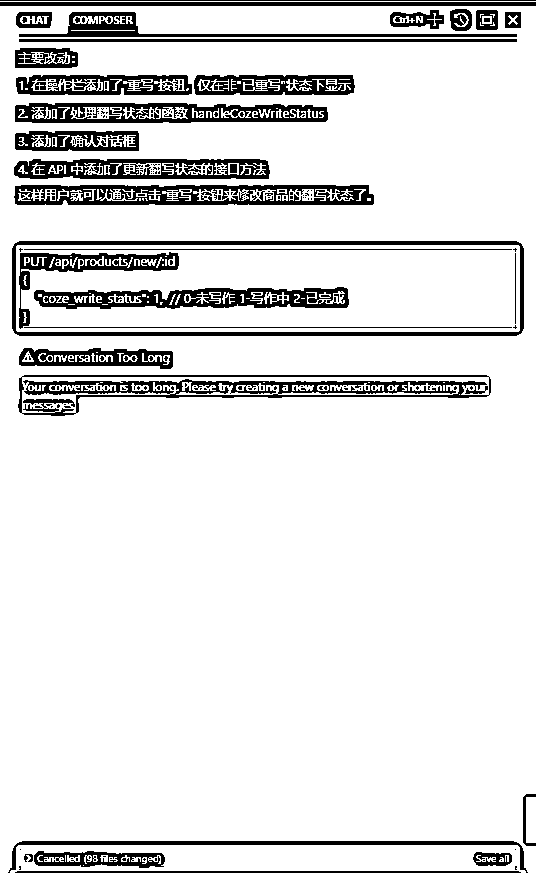 CHAT COMPOSER Ctrl+N
主要改动：
1. 在操作栏添加了"重写"按钮，仅在非"已重写"状态下显示
2. 添加了处理翻写状态的函数 handleCozeWriteStatus
3. 添加了确认对话框
4. 在 API 中添加了更新翻写状态的接口方法
这样用户就可以通过点击"重写"按钮来修改商品的翻写状态了。
PUT /api/products/new/:id
{
"coze_write_status": 1, // 0-未写作 1-写作中 2-已完成
}
Conversation Too Long
Your conversation is too long. Please try creating a new conversation or shortening your
messages.
Cancelled (98 files changed) Save all